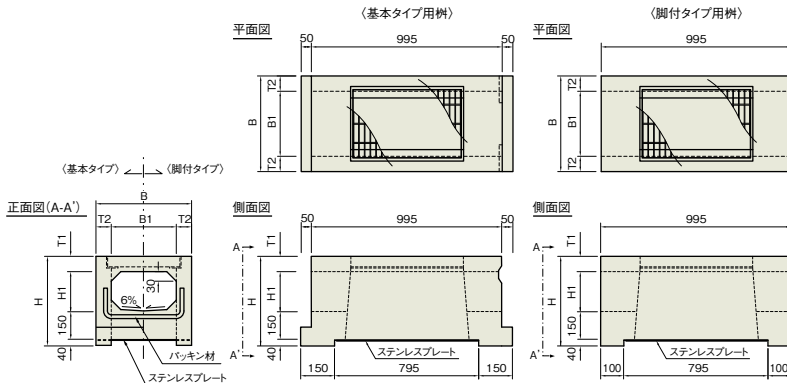 〈基本タイプ用桝〉
平面図
50
995
50
T2
B
B1
T2
〈脚付タイプ用桝〉
平面図
995
T2
B
B1
T2
〈基本タイプ〉
〈脚付タイプ〉
正面図(A-A')
B
T2
B1
T2
T1
H
H1
150
40
30
6%
パッキン材
ステンレスプレート
側面図
50
995
50
A
T1
H
H1
150
A'
40
ステンレスプレート
150
795
150
側面図
995
A
T1
H
H1
150
A'
40
ステンレスプレート
100
795
100